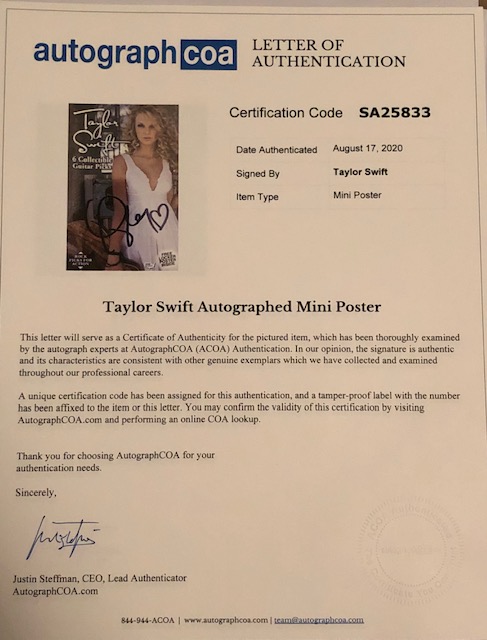 autographcoa
LETTER OF
AUTHENTICATION
Certification Code SA25833
Date Authenticated August 17, 2020
Signed By Taylor Swift
Item Type Mini Poster
Taylor
Swift
6 Collectible
Guitar Picks
Taylor Swift Autographed Mini Poster
This letter will serve as a Certificate of Authenticity for the pictured item, which has been thoroughly examined
by the autograph experts at AutographCOA (ACOA) Authentication. In our opinion, the signature is authentic
and its characteristics are consistent with other genuine exemplars which we have collected and examined
throughout our professional careers.
A unique certification code has been assigned for this authentication, and a tamper-proof label with the number
has been affixed to the item or this letter. You may confirm the validity of this certification by visiting
AutographCOA.com and performing an online COA lookup.
Thank you for choosing AutographCOA for your
authentication needs.
Sincerely,
Justin Steffman, CEO, Lead Authenticator
AutographCOA.com
844-944-ACOA | www.autographcoa.com | team@autographcoa.com